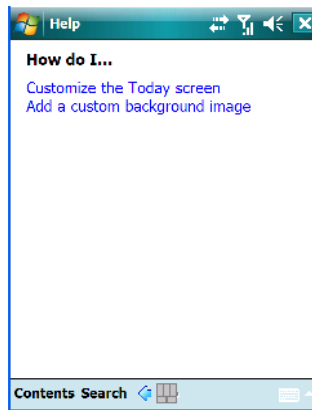 Help
How do I...
Customize the Today screen
Add a custom background image
Contents Search